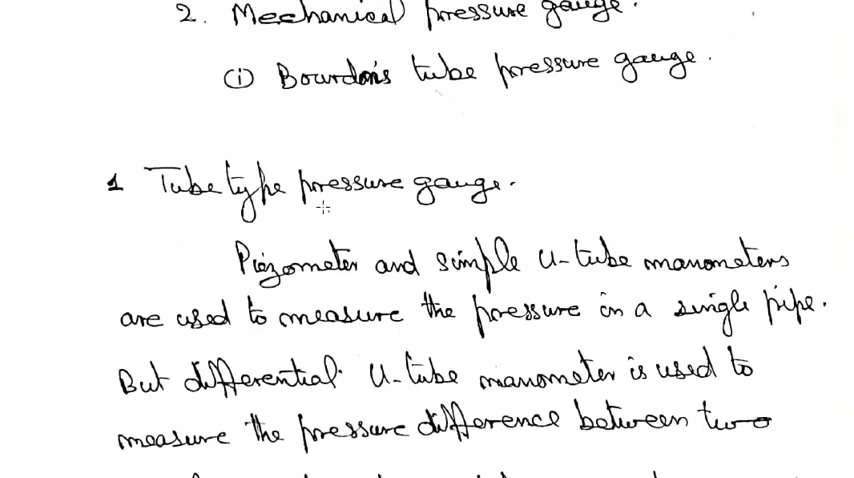 2. Mechanical pressure gauge.
(i) Bourdon's tube pressure gauge.
1 Tube type pressure gauge.
Piezometer and simple U-tube manometers
are used to measure the pressure in a single pipe.
But differential U-tube manometer is used to
measure the pressure difference between two